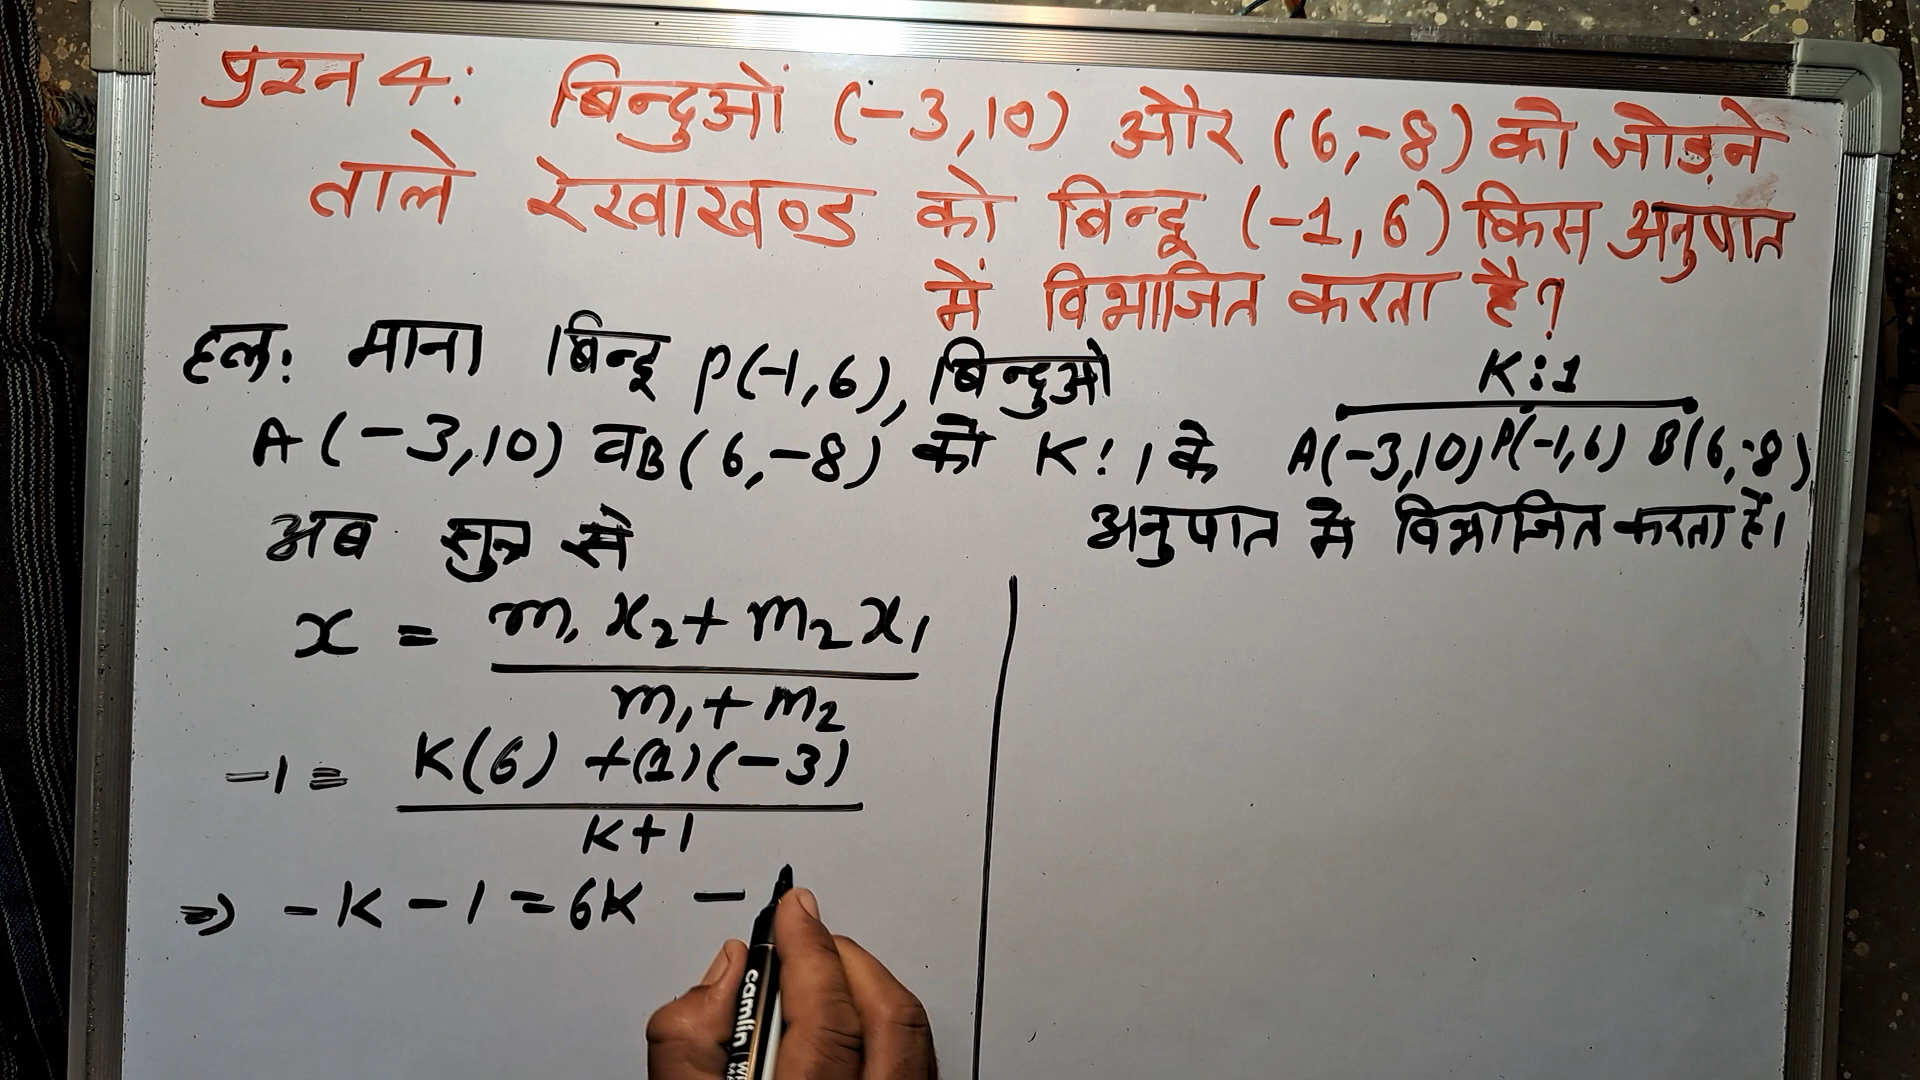 प्रश्न 4: बिन्दुओं (-3,10) और (6,-8) को जोड़ने
ताले रेखाखण्ड को बिन्दू (-1,6) किस अनुपात
में विभाजित करता है?
हल: माना बिन्दू P(-1,6), बिन्दुओ
K:1
A(-3,10) व B(6,-8) को K:1 के
A(-3,10) P(-1,6) B(6,-8)
अनुपात मे विभाजित करता है।
अब सुत्र से
x = m₁x₂+m₂x₁
m₁+m₂
-1= K(6)+(1)(-3)
K+1
⇒ -K-1=6K -
camlin